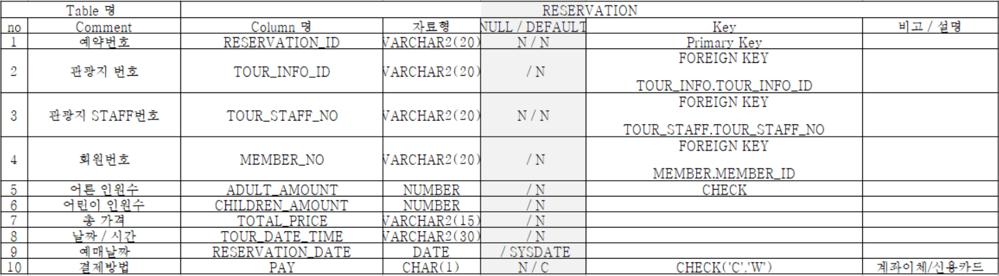 Table 명 RESERVATION
no Comment Column 명 자료형 NULL / DEFAULT Key 비고 / 설명
1 예약번호 RESERVATION_ID VARCHAR2(20) N / N Primary Key
2 관광지 번호 TOUR_INFO_ID VARCHAR2(20) / N FOREIGN KEY
TOUR_INFO.TOUR_INFO_ID
3 관광지 STAFF번호 TOUR_STAFF_NO VARCHAR2(20) N / N FOREIGN KEY
TOUR_STAFF.TOUR_STAFF_NO
4 회원번호 MEMBER_NO VARCHAR2(20) / N FOREIGN KEY
MEMBER.MEMBER_ID
5 어른 인원수 ADULT_AMOUNT NUMBER / N CHECK
6 어린이 인원수 CHILDREN_AMOUNT NUMBER / N
7 총 가격 TOTAL_PRICE VARCHAR2(15) / N
8 날짜 / 시간 TOUR_DATE_TIME VARCHAR2(30) / N
9 예매날짜 RESERVATION_DATE DATE / SYSDATE
10 결제방법 PAY CHAR(1) N / C CHECK('C','W') 계좌이체/신용카드